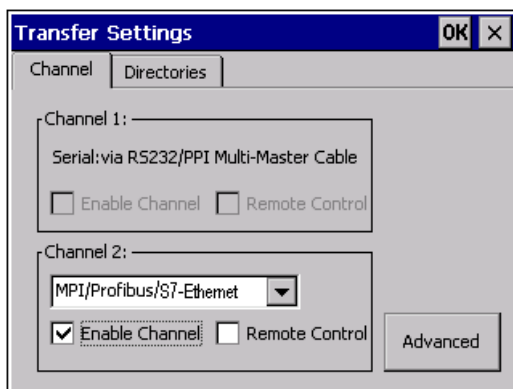 Transfer Settings OK ×
Channel Directories
Channel 1:
Serial:via RS232/PPI Multi-Master Cable
Enable Channel Remote Control
Channel 2:
MPI/Profibus/S7-Ethernet
Enable Channel Remote Control
Advanced